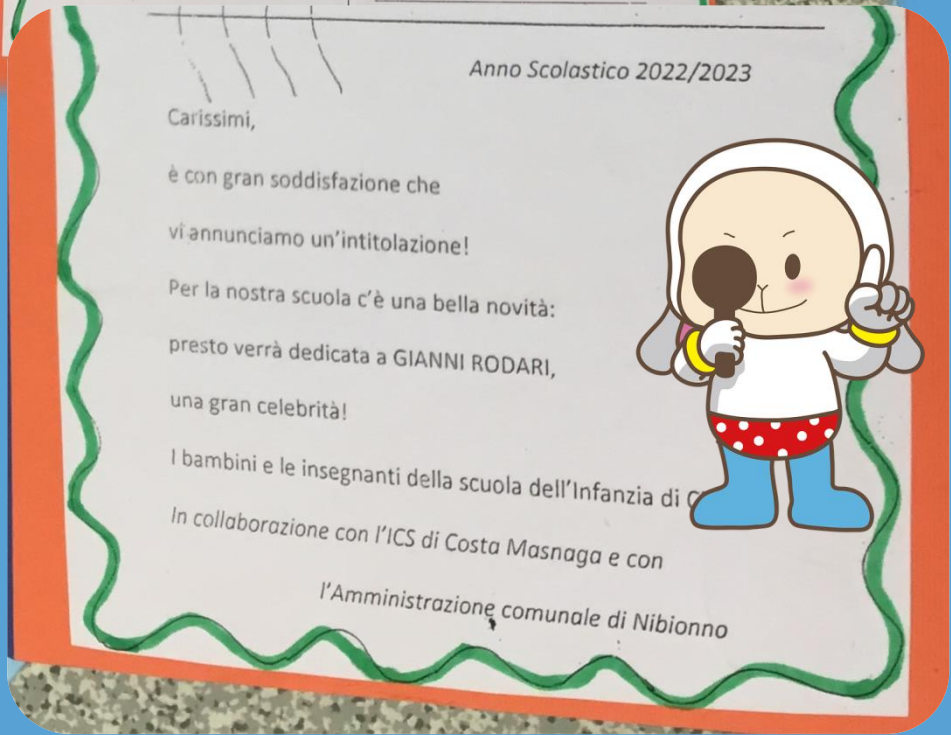 Anno Scolastico 2022/2023
Carissimi,
è con gran soddisfazione che
vi annunciamo un'intitolazione!
Per la nostra scuola c'è una bella novità:
presto verrà dedicata a GIANNI RODARI,
una gran celebrità!
I bambini e le insegnanti della scuola dell'Infanzia di
In collaborazione con l'ICS di Costa Masnaga e con
l'Amministrazione comunale di Nibionno